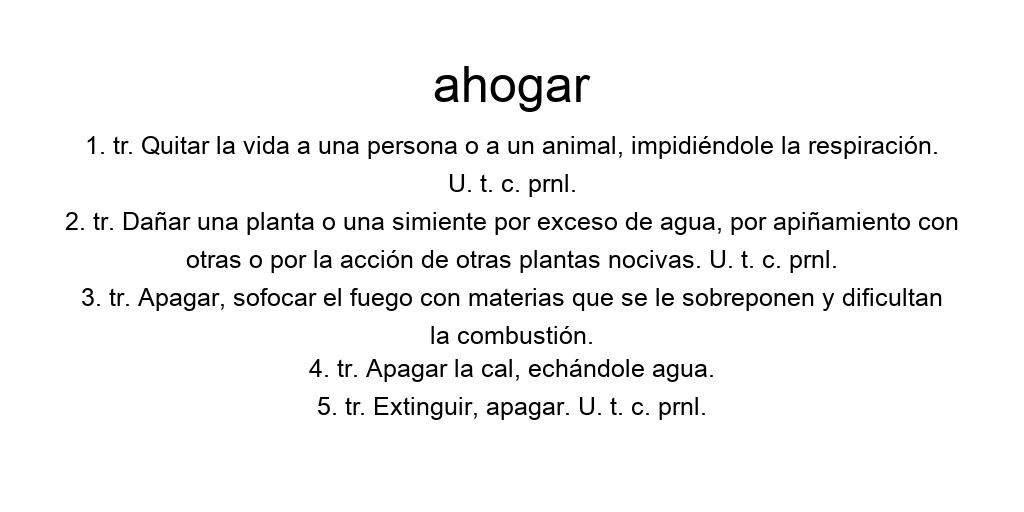 ahogar
1. tr. Quitar la vida a una persona o a un animal, impidiéndole la respiración.
U. t. c. prnl.
2. tr. Dañar una planta o una simiente por exceso de agua, por apiñamiento con
otras o por la acción de otras plantas nocivas. U. t. c. prnl.
3. tr. Apagar, sofocar el fuego con materias que se le sobreponen y dificultan
la combustión.
4. tr. Apagar la cal, echándole agua.
5. tr. Extinguir, apagar. U. t. c. prnl.